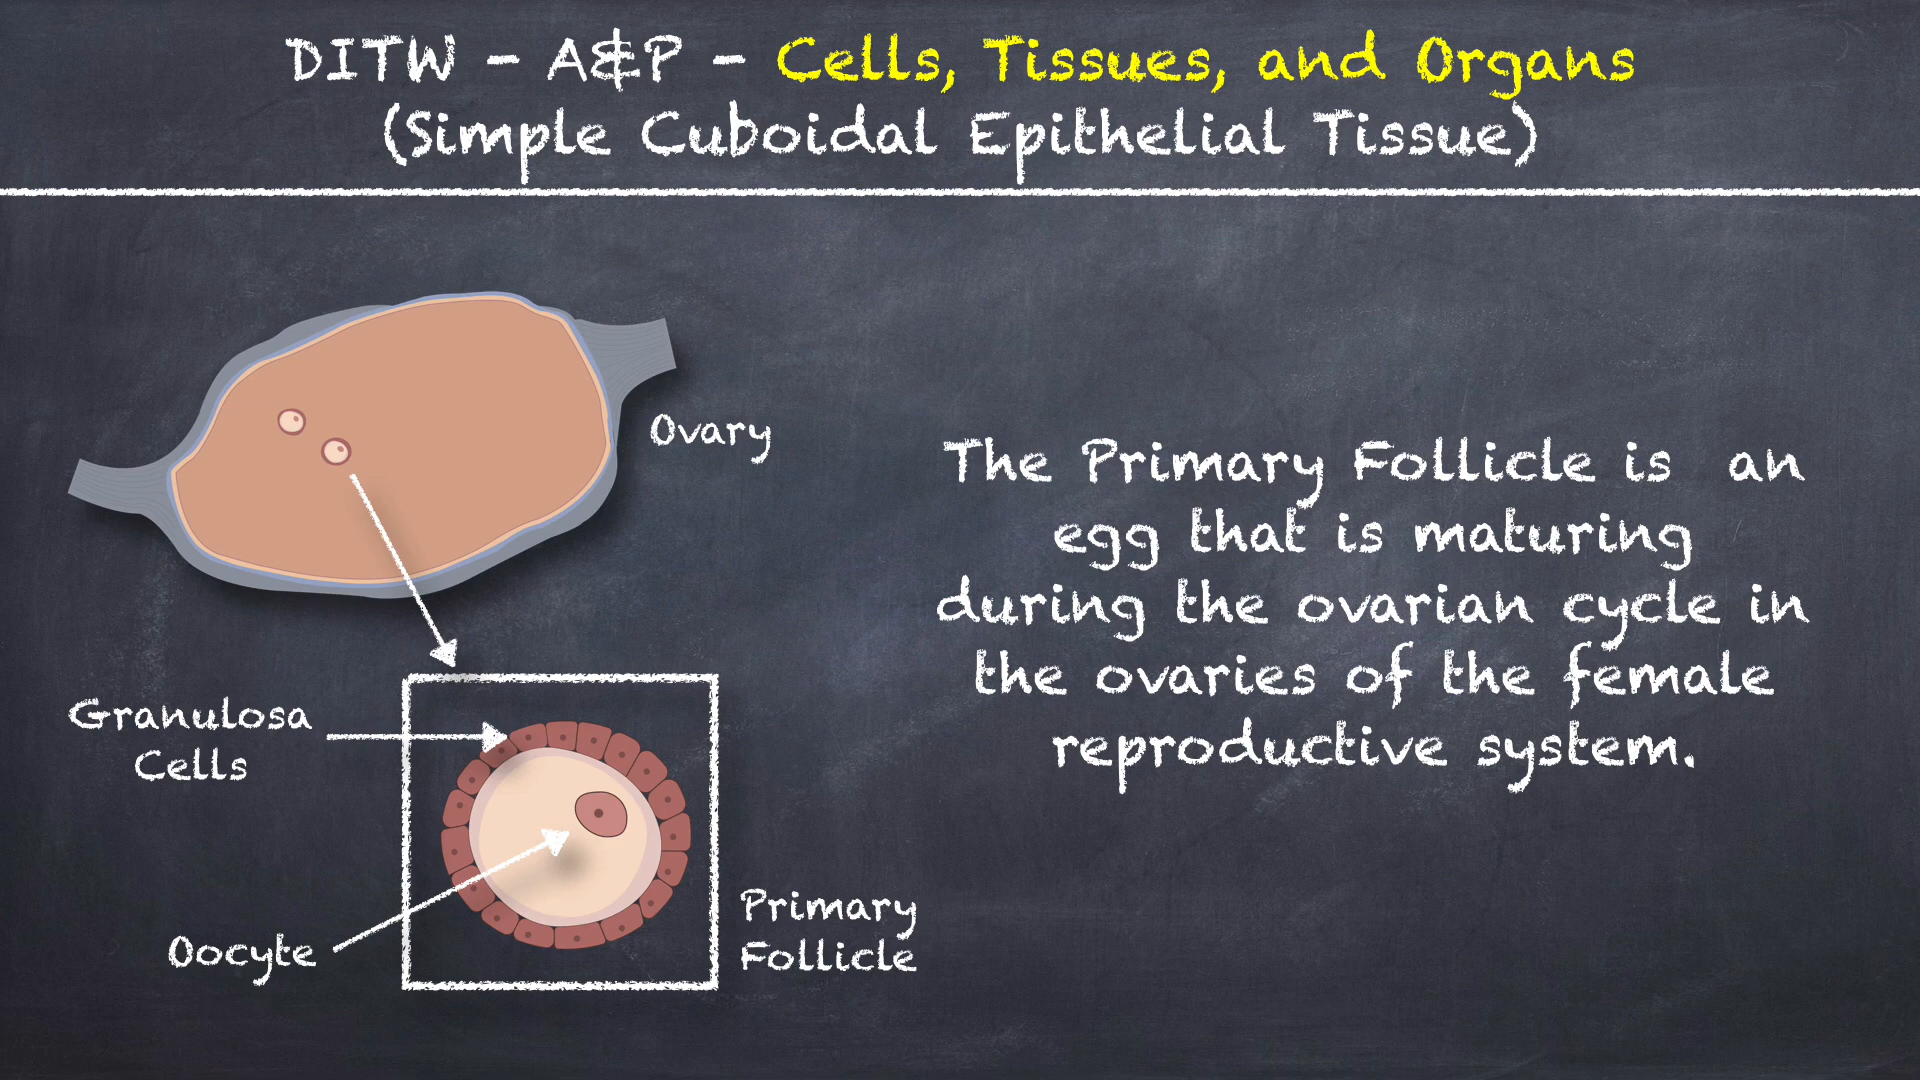 DITW - A&P - Cells, Tissues, and Organs
(Simple Cuboidal Epithelial Tissue)
Ovary
The Primary Follicle is an
egg that is maturing
during the ovarian cycle in
the ovaries of the female
reproductive system.
Granulosa
Cells
Oocyte
Primary
Follicle